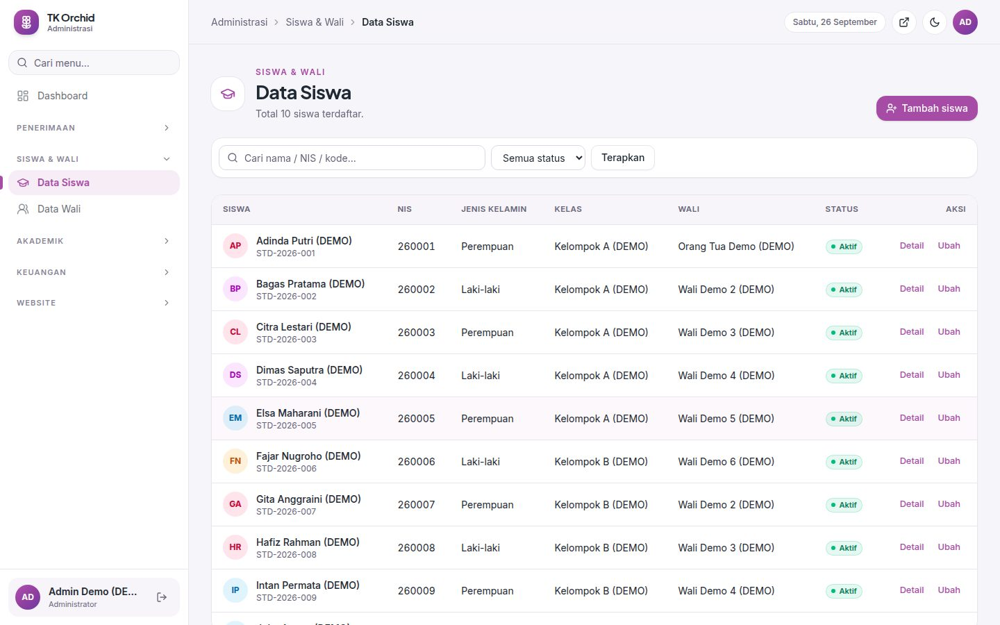 TK Orchid
Administrasi
Cari menu...
Dashboard
PENERIMAAN
SISWA & WALI
Data Siswa
Data Wali
AKADEMIK
KEUANGAN
WEBSITE
AD
Admin Demo (DE...
Administrator
Administrasi > Siswa & Wali > Data Siswa
Sabtu, 26 September
AD
SISWA & WALI
Data Siswa
Total 10 siswa terdaftar.
Tambah siswa
Cari nama / NIS / kode...
Semua status
Terapkan
SISWA NIS JENIS KELAMIN KELAS WALI STATUS AKSI
AP Adinda Putri (DEMO) 260001 Perempuan Kelompok A (DEMO) Orang Tua Demo (DEMO) Aktif Detail Ubah
STD-2026-001
BP Bagas Pratama (DEMO) 260002 Laki-laki Kelompok A (DEMO) Wali Demo 2 (DEMO) Aktif Detail Ubah
STD-2026-002
CL Citra Lestari (DEMO) 260003 Perempuan Kelompok A (DEMO) Wali Demo 3 (DEMO) Aktif Detail Ubah
STD-2026-003
DS Dimas Saputra (DEMO) 260004 Laki-laki Kelompok A (DEMO) Wali Demo 4 (DEMO) Aktif Detail Ubah
STD-2026-004
EM Elsa Maharani (DEMO) 260005 Perempuan Kelompok A (DEMO) Wali Demo 5 (DEMO) Aktif Detail Ubah
STD-2026-005
FN Fajar Nugroho (DEMO) 260006 Laki-laki Kelompok B (DEMO) Wali Demo 6 (DEMO) Aktif Detail Ubah
STD-2026-006
GA Gita Anggraini (DEMO) 260007 Perempuan Kelompok B (DEMO) Wali Demo 2 (DEMO) Aktif Detail Ubah
STD-2026-007
HR Hafiz Rahman (DEMO) 260008 Laki-laki Kelompok B (DEMO) Wali Demo 3 (DEMO) Aktif Detail Ubah
STD-2026-008
IP Intan Permata (DEMO) 260009 Perempuan Kelompok B (DEMO) Wali Demo 4 (DEMO) Aktif Detail Ubah
STD-2026-009